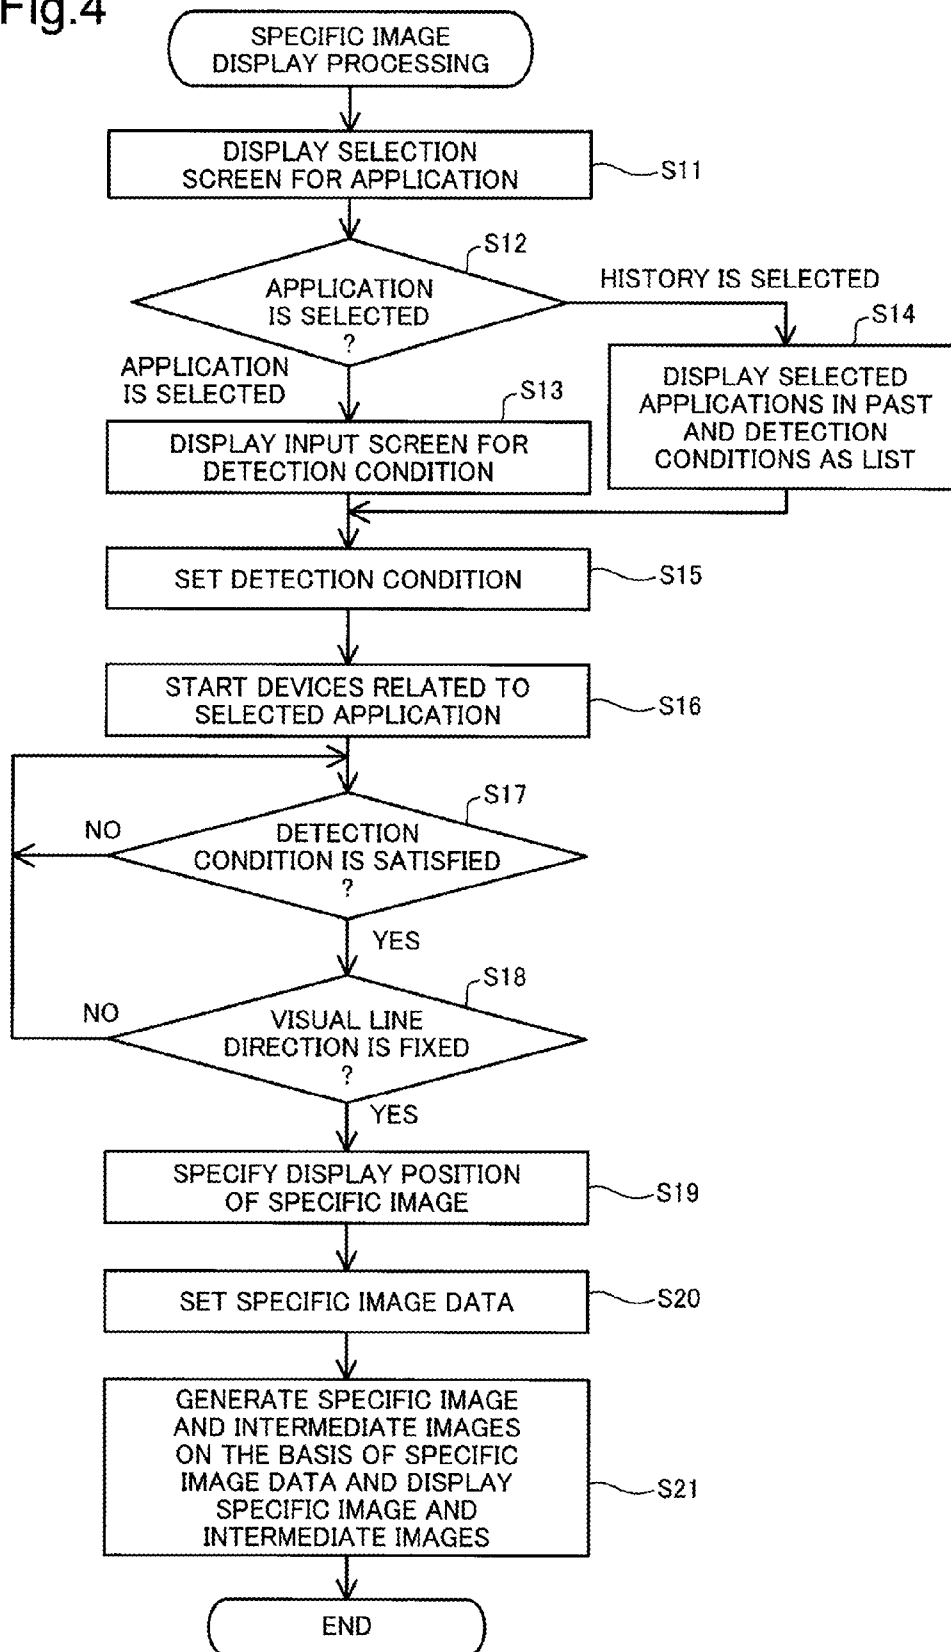 Fig.4
SPECIFIC IMAGE
DISPLAY PROCESSING
DISPLAY SELECTION
SCREEN FOR APPLICATION
S11
S12
APPLICATION
IS SELECTED
?
HISTORY IS SELECTED
S14
DISPLAY SELECTED
APPLICATIONS IN PAST
AND DETECTION
CONDITIONS AS LIST
APPLICATION
IS SELECTED
S13
DISPLAY INPUT SCREEN FOR
DETECTION CONDITION
SET DETECTION CONDITION
S15
START DEVICES RELATED TO
SELECTED APPLICATION
S16
S17
NO
DETECTION
CONDITION IS SATISFIED
?
YES
S18
NO
VISUAL LINE
DIRECTION IS FIXED
?
YES
SPECIFY DISPLAY POSITION
OF SPECIFIC IMAGE
S19
SET SPECIFIC IMAGE DATA
S20
GENERATE SPECIFIC IMAGE
AND INTERMEDIATE IMAGES
ON THE BASIS OF SPECIFIC
IMAGE DATA AND DISPLAY
SPECIFIC IMAGE AND
INTERMEDIATE IMAGES
S21
END